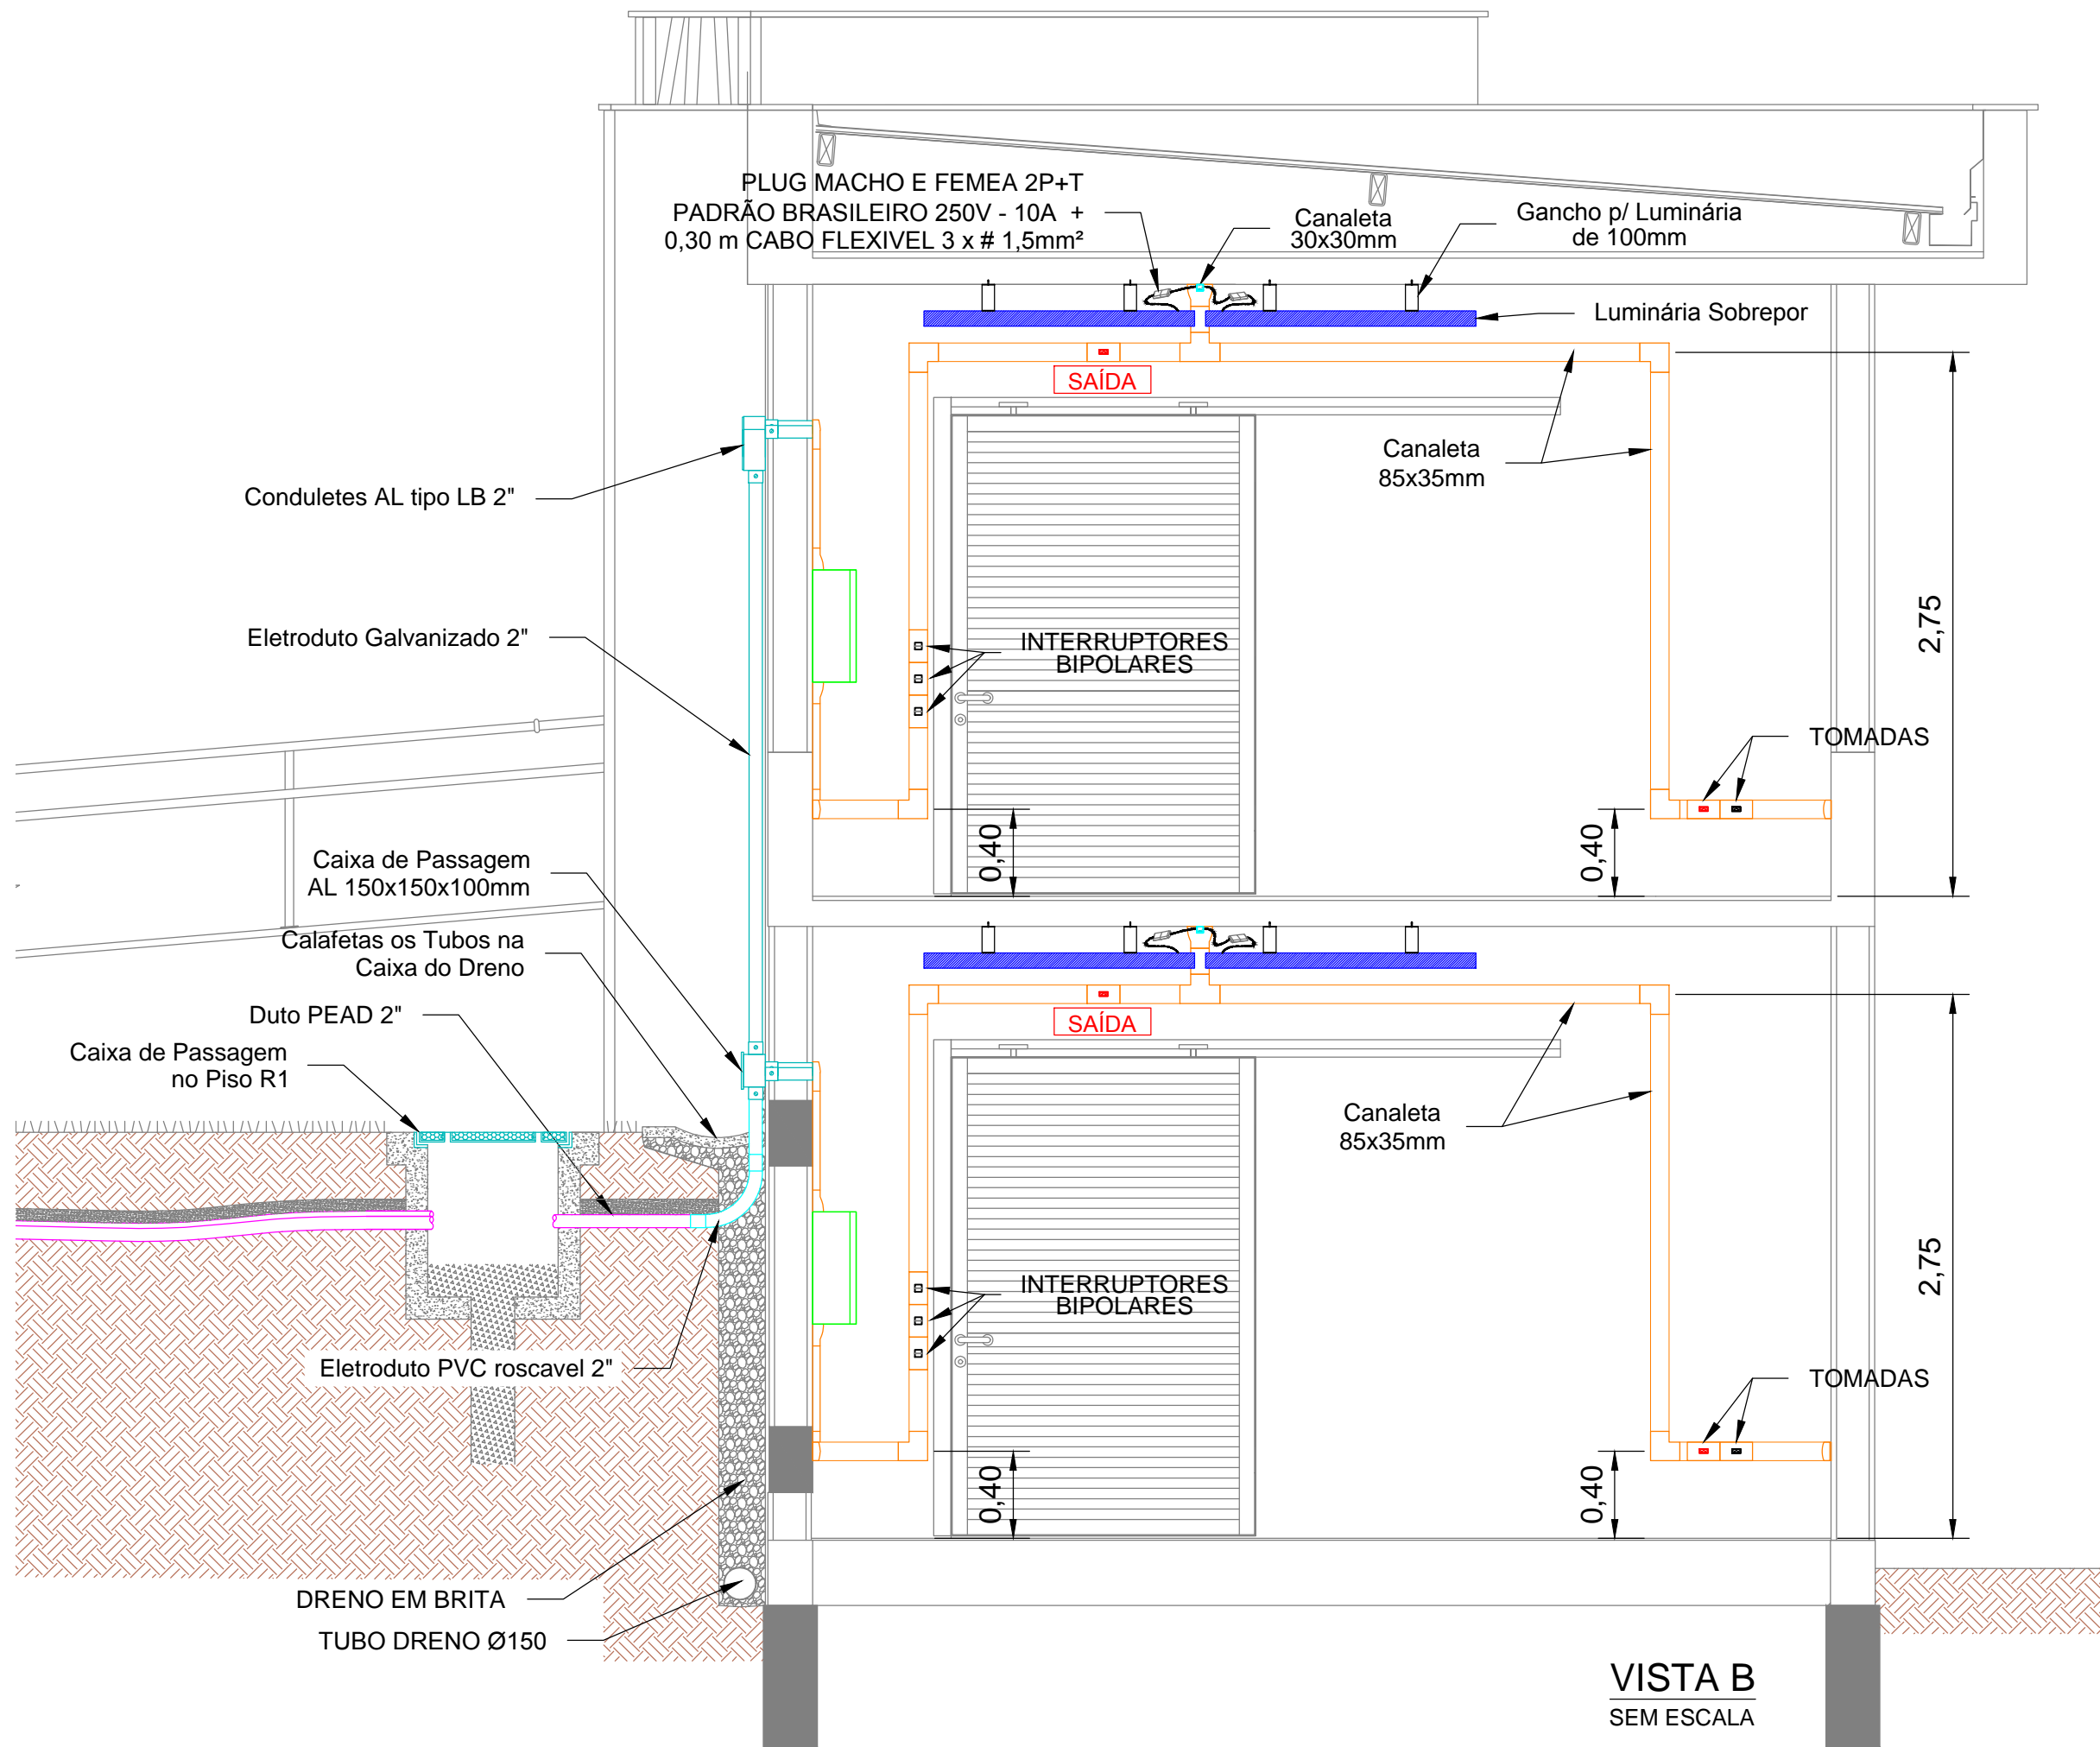 PLUG MACHO E FEMEA 2P+T
PADRÃO BRASILEIRO 250V - 10A +
0,30 m CABO FLEXIVEL 3 x # 1,5mm²
Canaleta
30x30mm
Gancho p/ Luminária
de 100mm
Luminária Sobrepor
SAÍDA
Canaleta
85x35mm
Conduletes AL tipo LB 2"
Eletroduto Galvanizado 2"
INTERRUPTORES
BIPOLARES
2,75
TOMADAS
0,40
0,40
Caixa de Passagem
AL 150x150x100mm
Calafetas os Tubos na
Caixa do Dreno
Duto PEAD 2"
Caixa de Passagem
no Piso R1
SAÍDA
Canaleta
85x35mm
INTERRUPTORES
BIPOLARES
2,75
Eletroduto PVC roscavel 2"
TOMADAS
0,40
0,40
DRENO EM BRITA
TUBO DRENO Ø150
VISTA B
SEM ESCALA